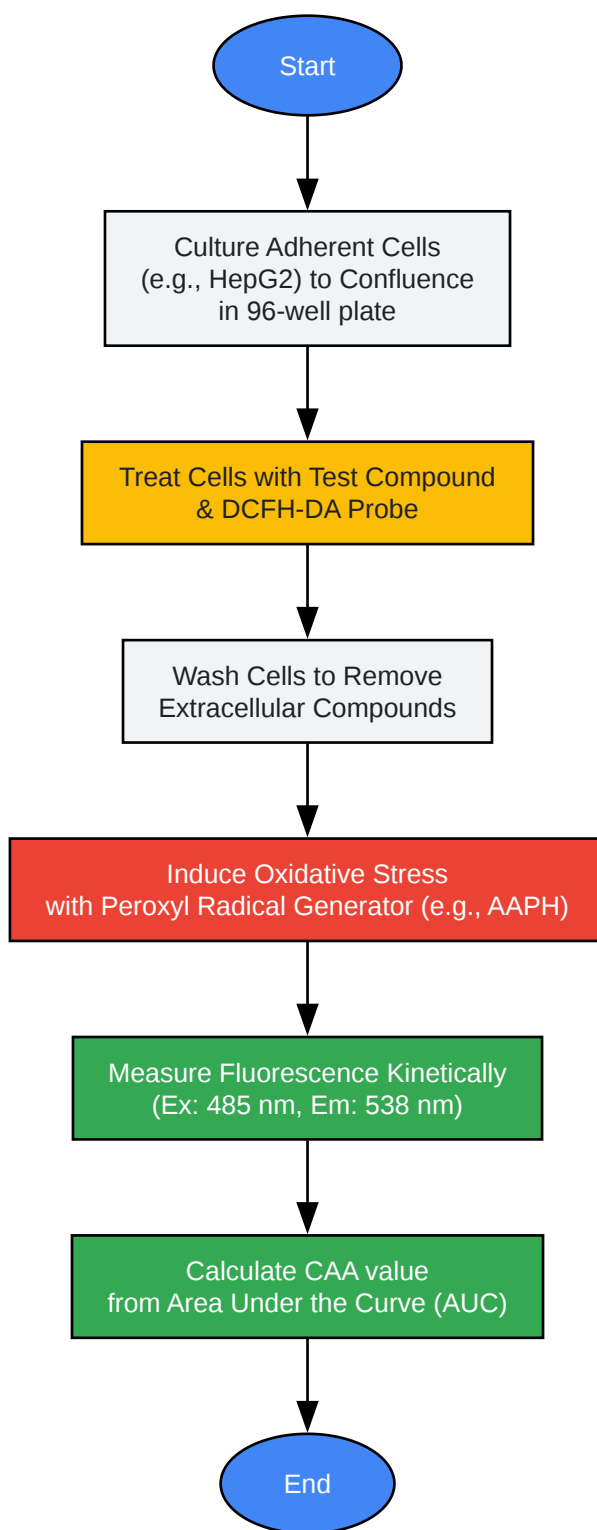 Start
Culture Adherent Cells
(e.g., HepG2) to Confluence
in 96-well plate
Treat Cells with Test Compound
& DCFH-DA Probe
Wash Cells to Remove
Extracellular Compounds
Induce Oxidative Stress
with Peroxyl Radical Generator (e.g., AAPH)
Measure Fluorescence Kinetically
(Ex: 485 nm, Em: 538 nm)
Calculate CAA value
from Area Under the Curve (AUC)
End